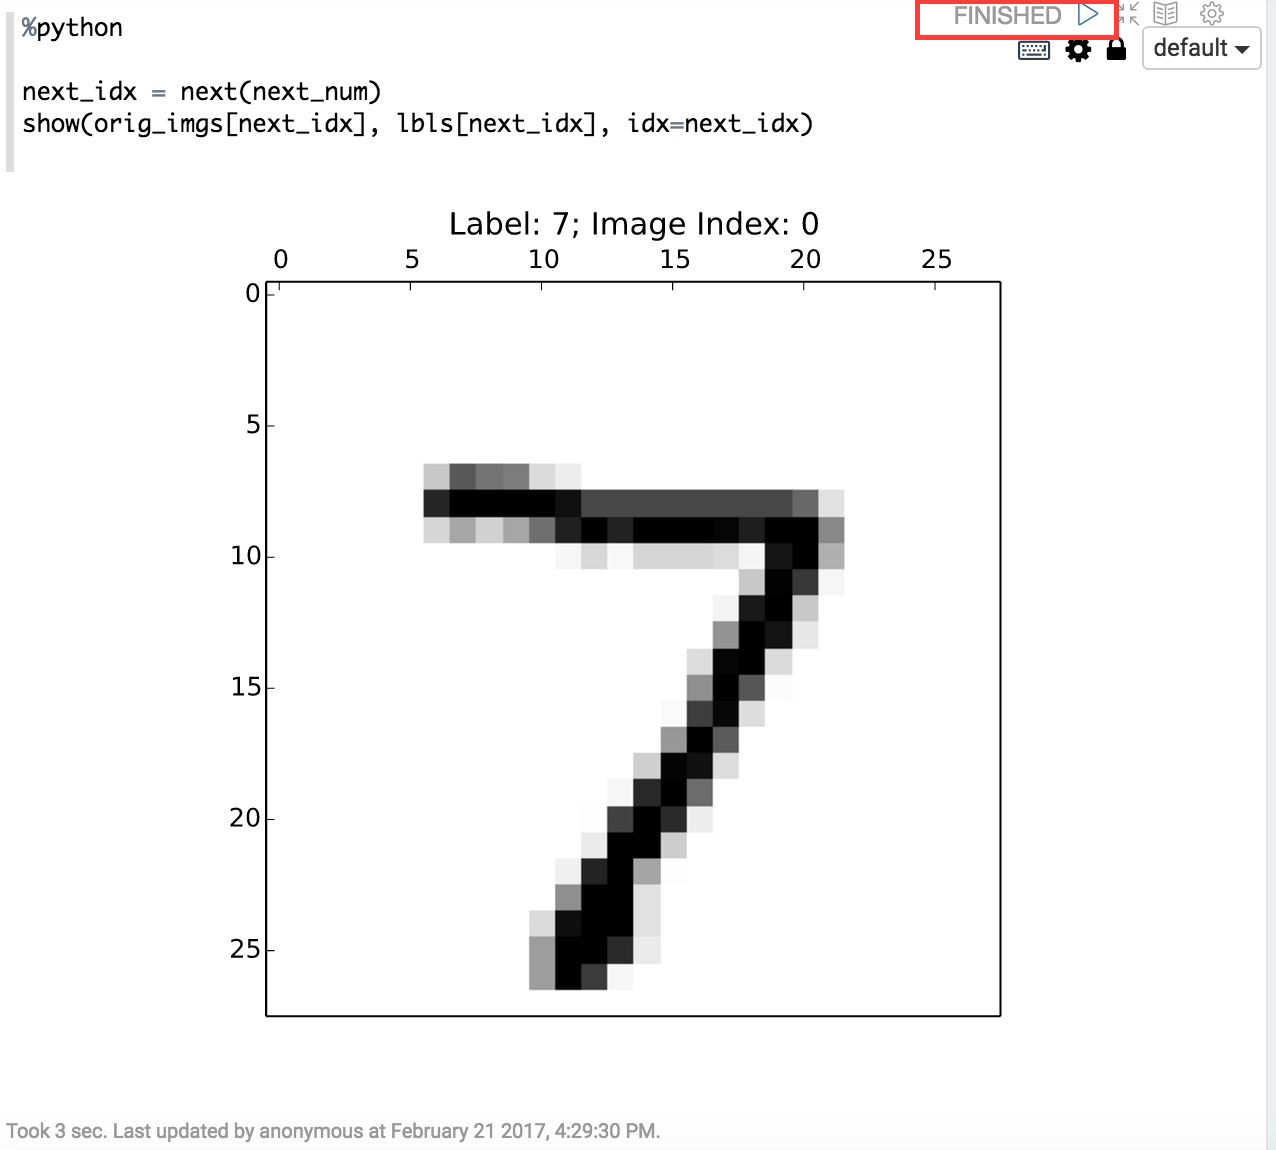 FINISHED
%python
default
next_idx = next(next_num)
show(orig_imgs[next_idx], lbls[next_idx], idx=next_idx)
Label: 7; Image Index: 0
0 5 10 15 20 25
0
5
10
15
20
25
Took 3 sec. Last updated by anonymous at February 21 2017, 4:29:30 PM.